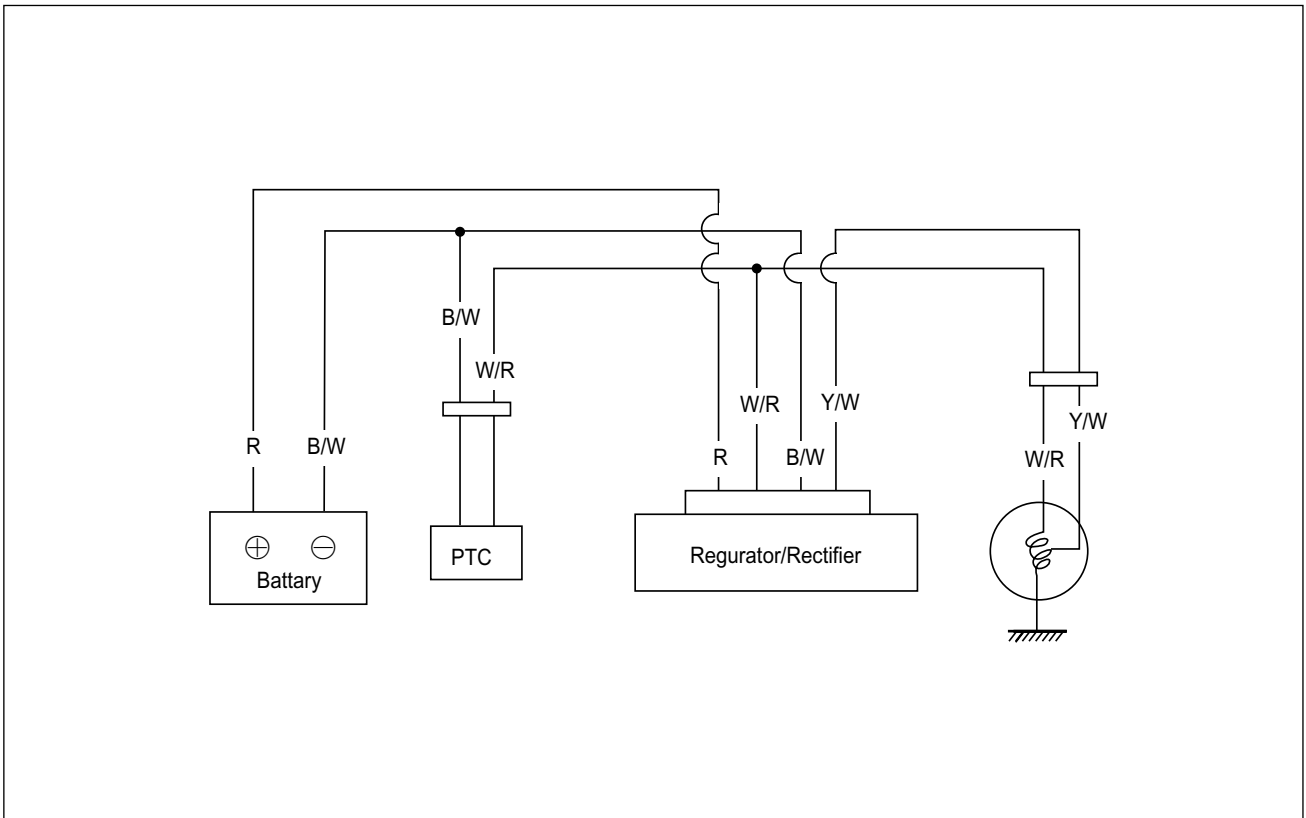 B/W
W/R
W/R
Y/W
Y/W
R
B/W
R
B/W
W/R
⊕ ⊖
Battary
PTC
Regurator/Rectifier